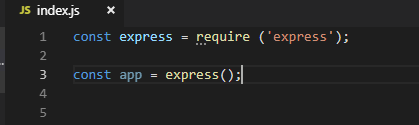 JS index.js ×
1 const express = require ('express');
2
3 const app = express();
4
5